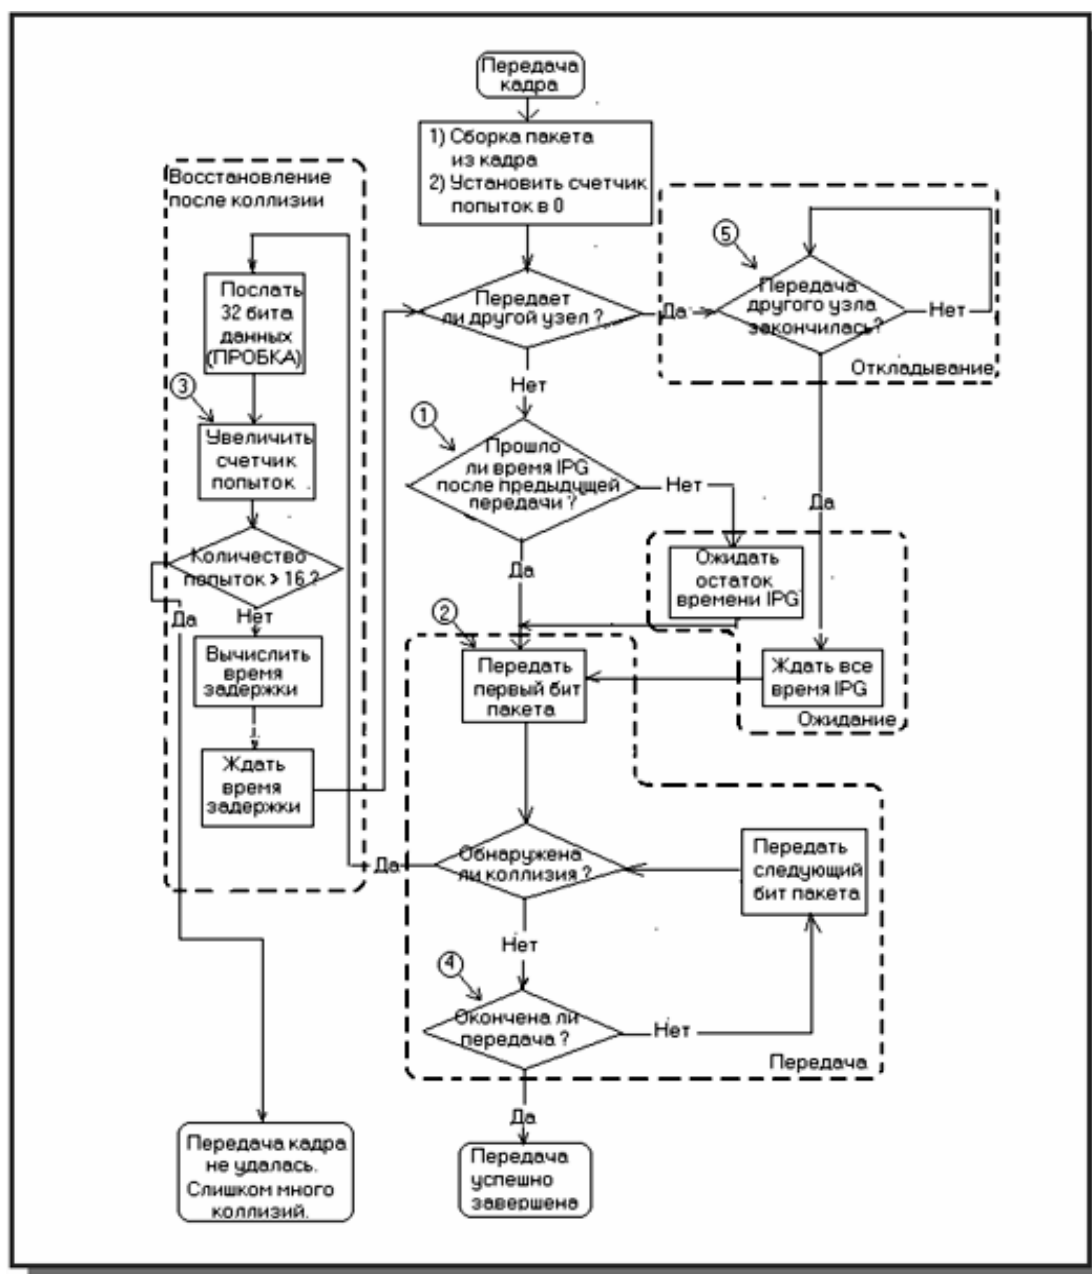 Передача
кадра
1) Сборка пакета
из кадра
2) Установить счетчик
попыток в 0
Восстановление
после коллизии
Послать
32 бита
данных
(ПРОБКА)
3
Увеличить
счетчик
попыток
Количество
попыток > 16 ?
Да
Нет
Вычислить
время
задержки
Ждать
время
задержки
Передает
ли другой узел ?
Да
5
Передача
другого узла
закончилась?
Нет
Откладывание
Да
Нет
1
Прошло
ли время IPG
после предыдущей
передачи ?
Нет
Да
Ожидать
остаток
времени IPG
Ждать все
время IPG
Ожидание
2
Передать
первый бит
пакета
Обнаружена
ли коллизия ?
Да
Нет
Передать
следующий
бит пакета
4
Окончена ли
передача ?
Нет
Передача
Да
Передача кадра
не удалась.
Слишком много
коллизий.
Передача
успешно
завершена